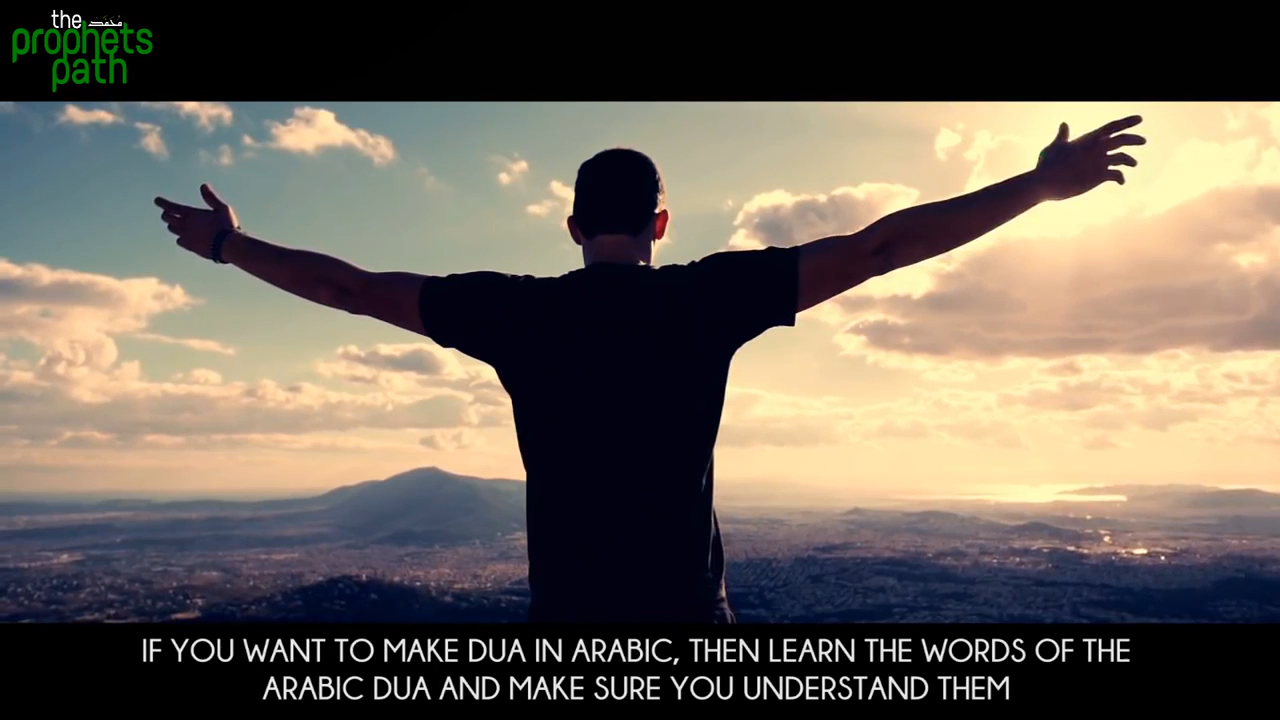 the
prophets
path
IF YOU WANT TO MAKE DUA IN ARABIC, THEN LEARN THE WORDS OF THE
ARABIC DUA AND MAKE SURE YOU UNDERSTAND THEM